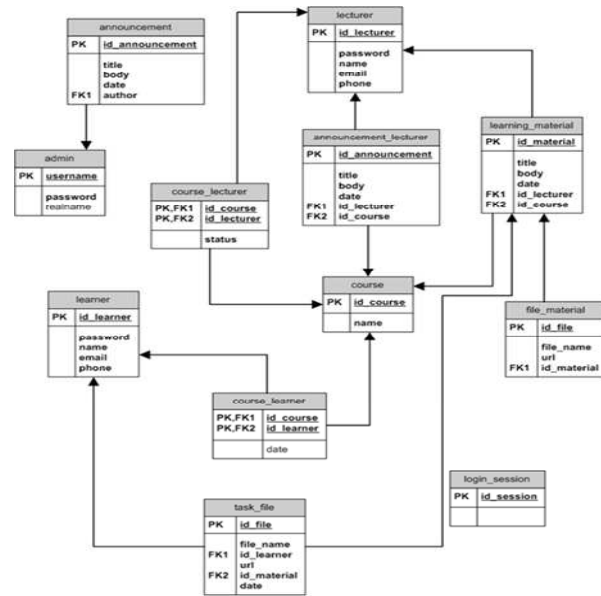 announcement
PK id_announcement
title
body
date
FK1 author
lecturer
PK id_lecturer
password
name
email
phone
admin
PK username
password
realname
course_lecturer
PK,FK1 id_course
PK,FK2 id_lecturer
status
announcement_lecturer
PK id_announcement
title
body
date
FK1 id_lecturer
FK2 id_course
learning_material
PK id_material
title
body
date
FK1 id_lecturer
FK2 id_course
learner
PK id_learner
password
name
email
phone
course
PK id_course
name
file_material
PK id_file
file_name
url
FK1 id_material
course_learner
PK,FK1 id_course
PK,FK2 id_learner
date
login_session
PK id_session
task_file
PK id_file
file_name
FK1 id_learner
url
FK2 id_material
date